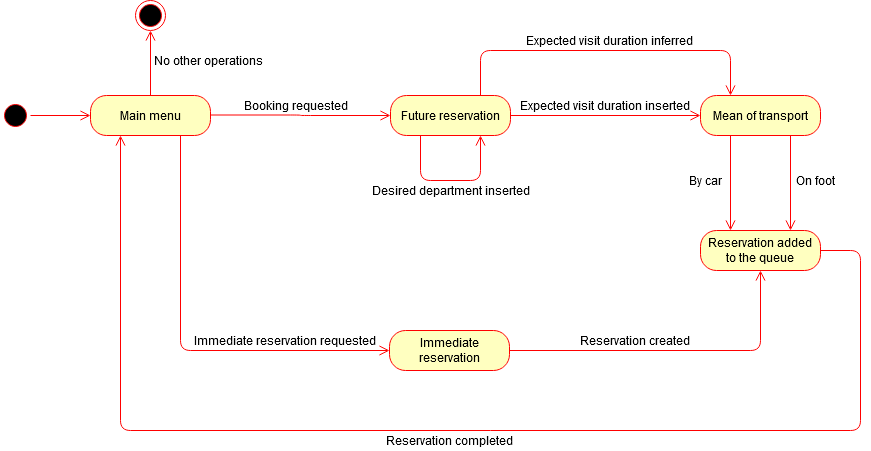 Expected visit duration inferred
No other operations
Main menu
Booking requested
Future reservation
Expected visit duration inserted
Mean of transport
Desired department inserted
By car
On foot
Reservation added
to the queue
Immediate reservation requested
Immediate
reservation
Reservation created
Reservation completed